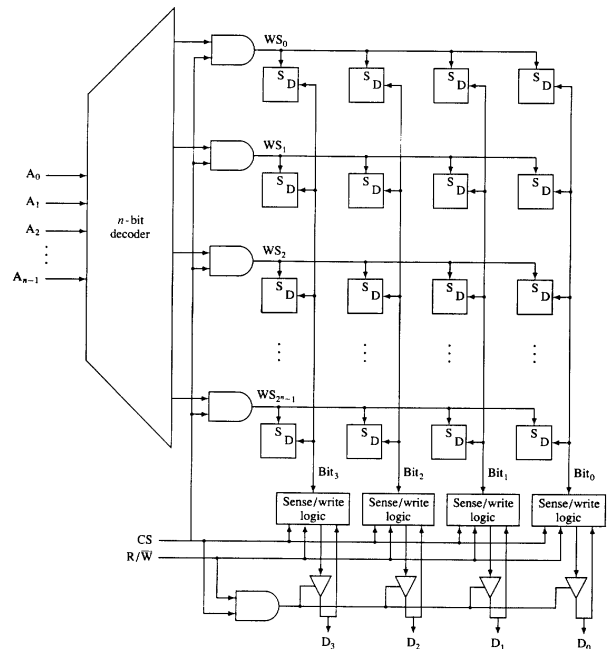 WS₀
S D S D S D S D
WS₁
S D S D S D S D
A₀
A₁
A₂
⋮
Aₙ₋₁
n-bit
decoder
WS₂
S D S D S D S D
⋮ ⋮ ⋮ ⋮
WS₂ⁿ₋₁
S D S D S D S D
Bit₃ Bit₂ Bit₁ Bit₀
Sense/write logic Sense/write logic Sense/write logic Sense/write logic
CS
R/W̅
D₃ D₂ D₁ D₀